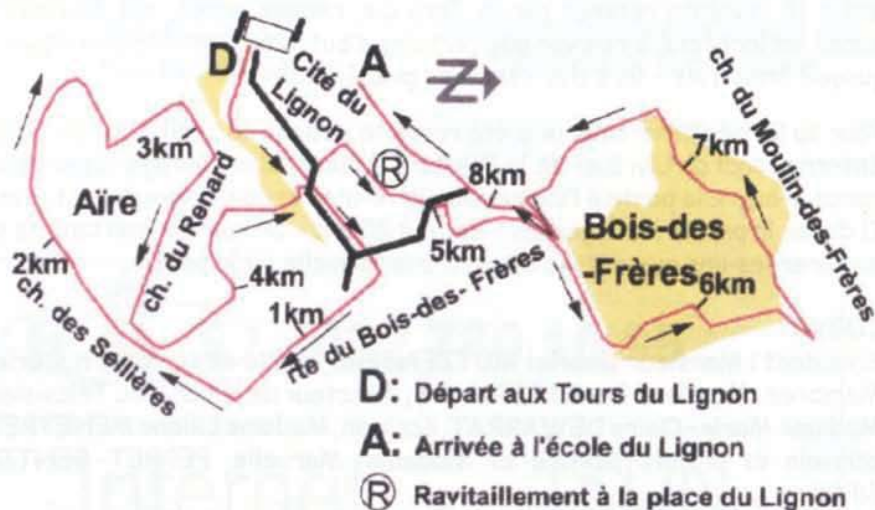 D
Cité du
Lignon
A
N
3km
Aïre
ch. du Renard
2km
4km
ch. des Sellières
1km
R
8km
5km
Rte du Bois-des- Frères
7km
Bois-des
-Frères
6km
ch. du Moulin-des-Frères
D: Départ aux Tours du Lignon
A: Arrivée à l'école du Lignon
R Ravitaillement à la place du Lignon